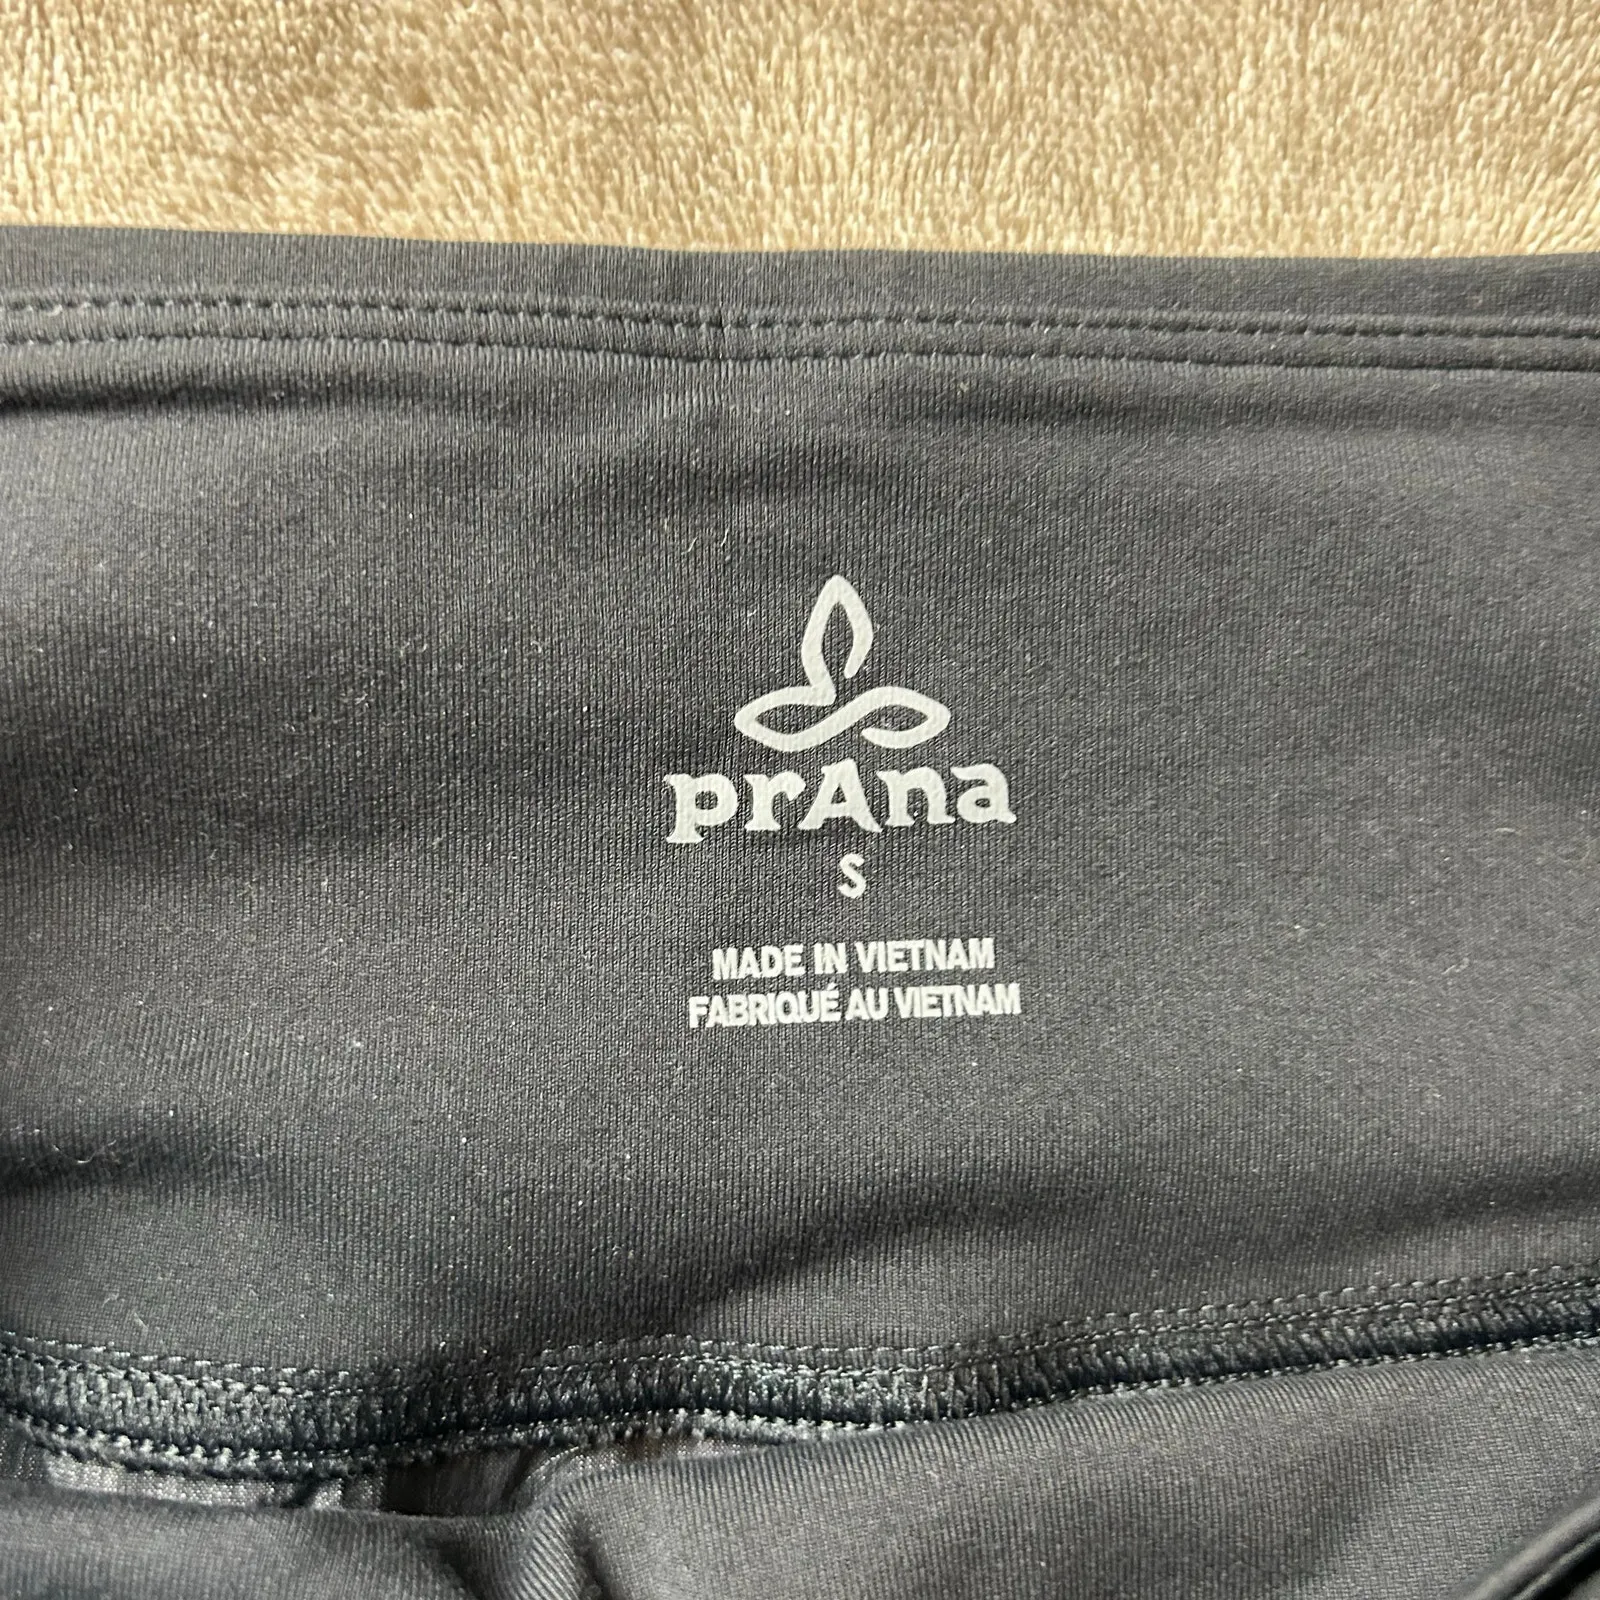 prAna
S
MADE IN VIETNAM
FABRIQUÉ AU VIETNAM